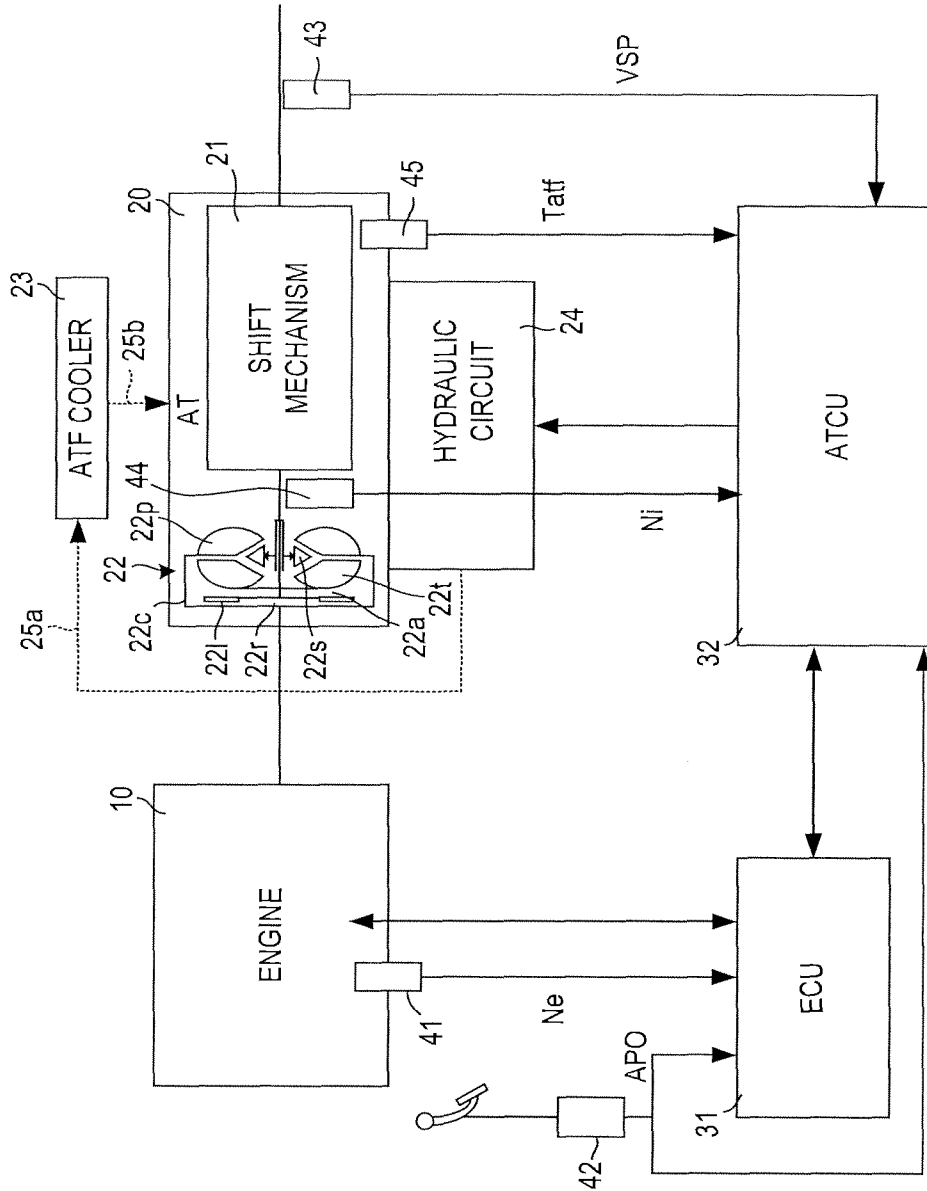 10
ENGINE
41
Ne
APO
42
31
ECU
25a
22
22c
22l
22r
22s
22a
22t
22p
44
AT
20
21
SHIFT
MECHANISM
45
43
23
ATF COOLER
25b
HYDRAULIC
CIRCUIT
24
Ni
Tatf
VSP
32
ATCU